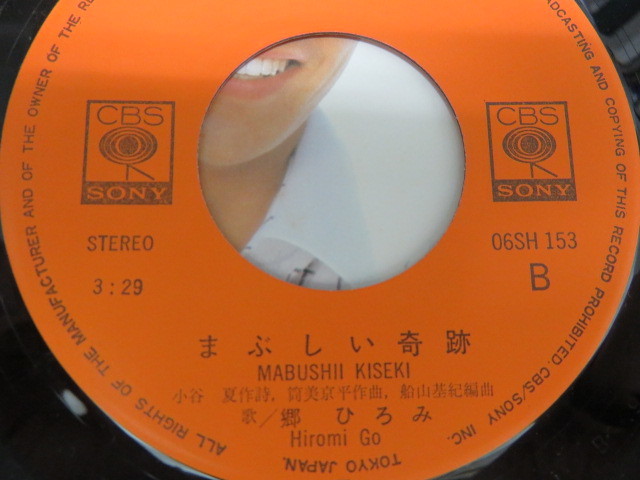 CBS
SONY
CBS
SONY
STEREO
06SH 153
3:29
B
まぶしい奇跡
MABUSHII KISEKI
小谷 夏作詩, 筒美京平作曲, 船山基紀編曲
歌/郷 ひろみ
Hiromi Go
ALL RIGHTS OF THE MANUFACTURER AND OF THE OWNER OF THE
BROADCASTING AND COPYING OF THIS RECORD PROHIBITED. CBS/SONY INC.
TOKYO JAPAN.